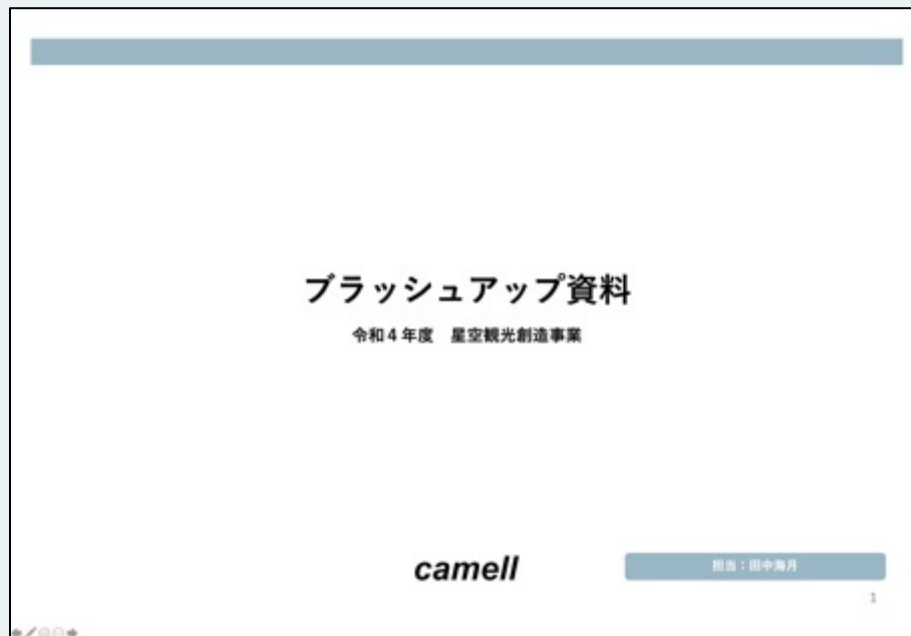 ブラッシュアップ資料
令和4年度　星空観光創造事業
camell
担当：田中海月
1